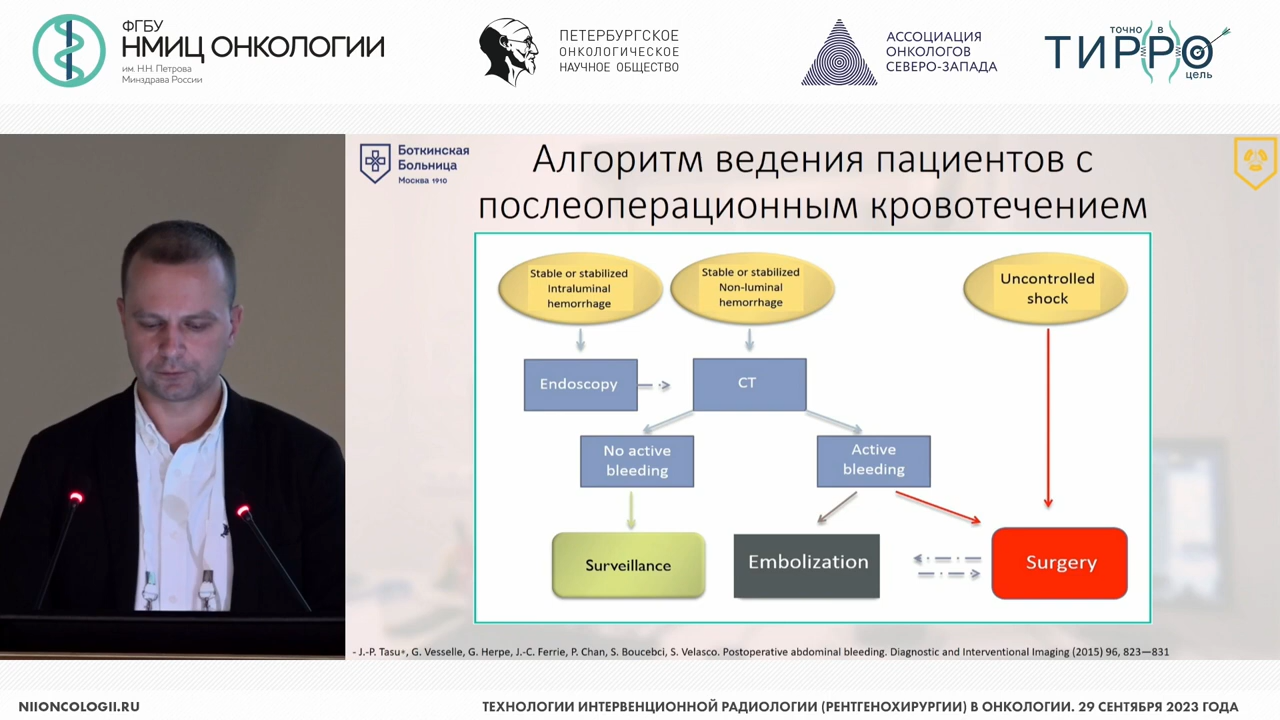 ФГБУ
НМИЦ ОНКОЛОГИИ
им. Н.Н. Петрова
Минздрава России
ПЕТЕРБУРГСКОЕ
ОНКОЛОГИЧЕСКОЕ
НАУЧНОЕ ОБЩЕСТВО
АССОЦИАЦИЯ
ОНКОЛОГОВ
СЕВЕРО-ЗАПАДА
ТОЧНО В
ТИРРО
цель
Боткинская
Больница
Москва 1910
Алгоритм ведения пациентов с
послеоперационным кровотечением
Stable or stabilized
Intraluminal
hemorrhage
Stable or stabilized
Non-luminal
hemorrhage
Uncontrolled
shock
Endoscopy
CT
No active
bleeding
Active
bleeding
Surveillance
Embolization
Surgery
- J.-P. Tasu∗, G. Vesselle, G. Herpe, J.-C. Ferrie, P. Chan, S. Boucebci, S. Velasco. Postoperative abdominal bleeding. Diagnostic and Interventional Imaging (2015) 96, 823—831
NIIONCOLOGII.RU
ТЕХНОЛОГИИ ИНТЕРВЕНЦИОННОЙ РАДИОЛОГИИ (РЕНТГЕНОХИРУРГИИ) В ОНКОЛОГИИ. 29 СЕНТЯБРЯ 2023 ГОДА